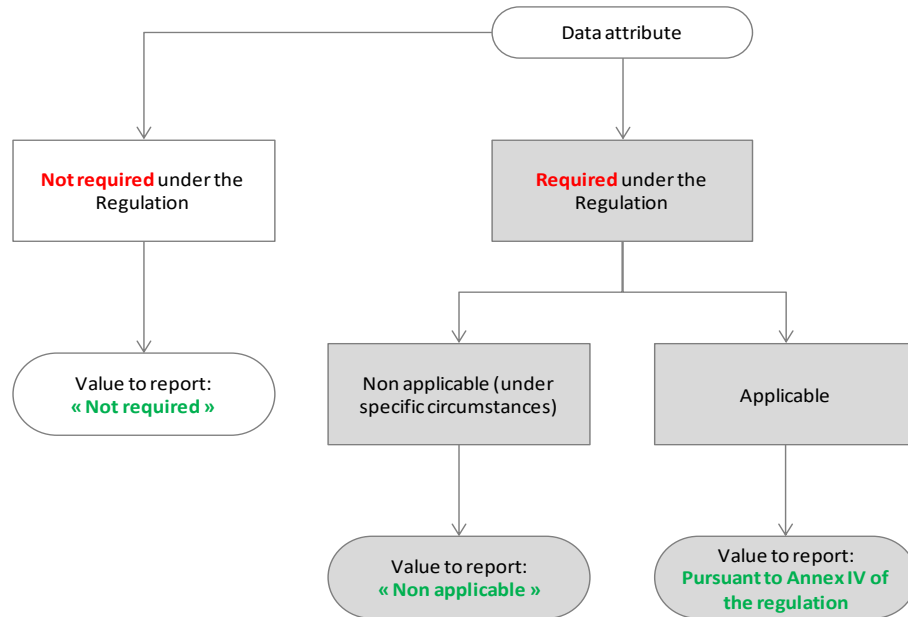 Data attribute
Not required under the
Regulation
Required under the
Regulation
Value to report:
« Not required »
Non applicable (under
specific circumstances)
Applicable
Value to report:
« Non applicable »
Value to report:
Pursuant to Annex IV of
the regulation